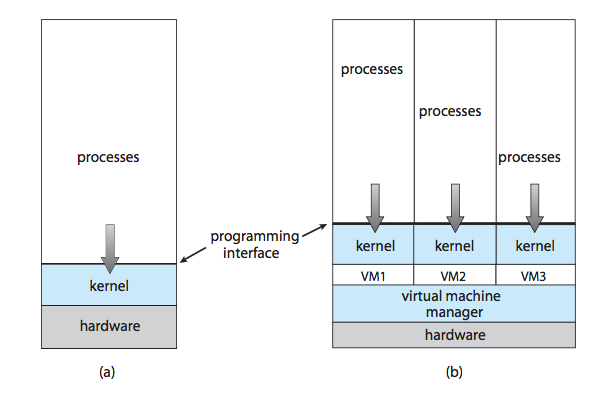 processes
kernel
hardware
(a)
programming
interface
processes
processes
processes
kernel
kernel
kernel
VM1
VM2
VM3
virtual machine
manager
hardware
(b)